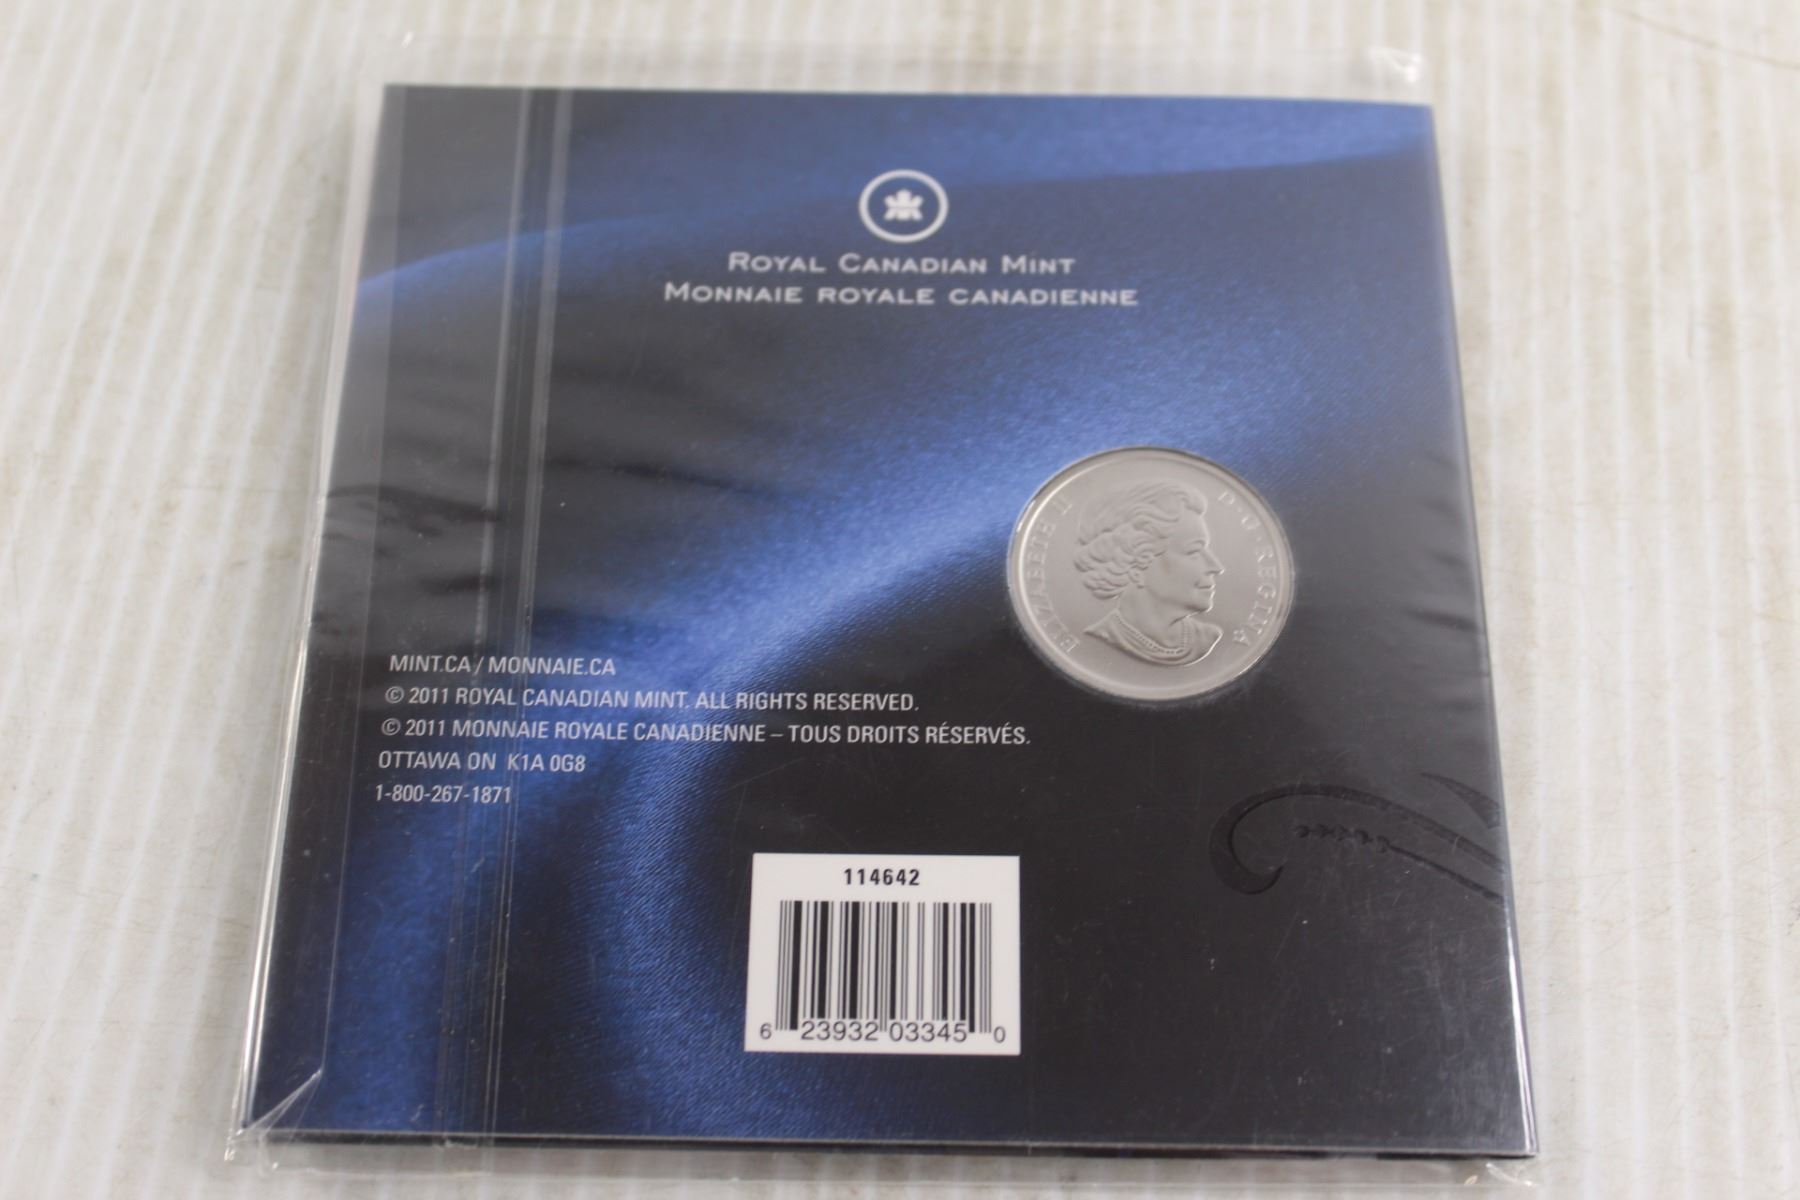 ROYAL CANADIAN MINT
MONNAIE ROYALE CANADIENNE
ELIZABETH II D·G·REGINA
MINT.CA / MONNAIE.CA
© 2011 ROYAL CANADIAN MINT. ALL RIGHTS RESERVED.
© 2011 MONNAIE ROYALE CANADIENNE – TOUS DROITS RÉSERVÉS.
OTTAWA ON K1A 0G8
1-800-267-1871
114642
6 23932 03345 0